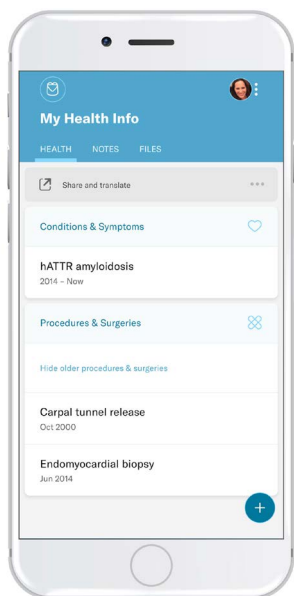 My Health Info
HEALTH NOTES FILES
Share and translate
Conditions & Symptoms
hATTR amyloidosis
2014 – Now
Procedures & Surgeries
Hide older procedures & surgeries
Carpal tunnel release
Oct 2000
Endomyocardial biopsy
Jun 2014